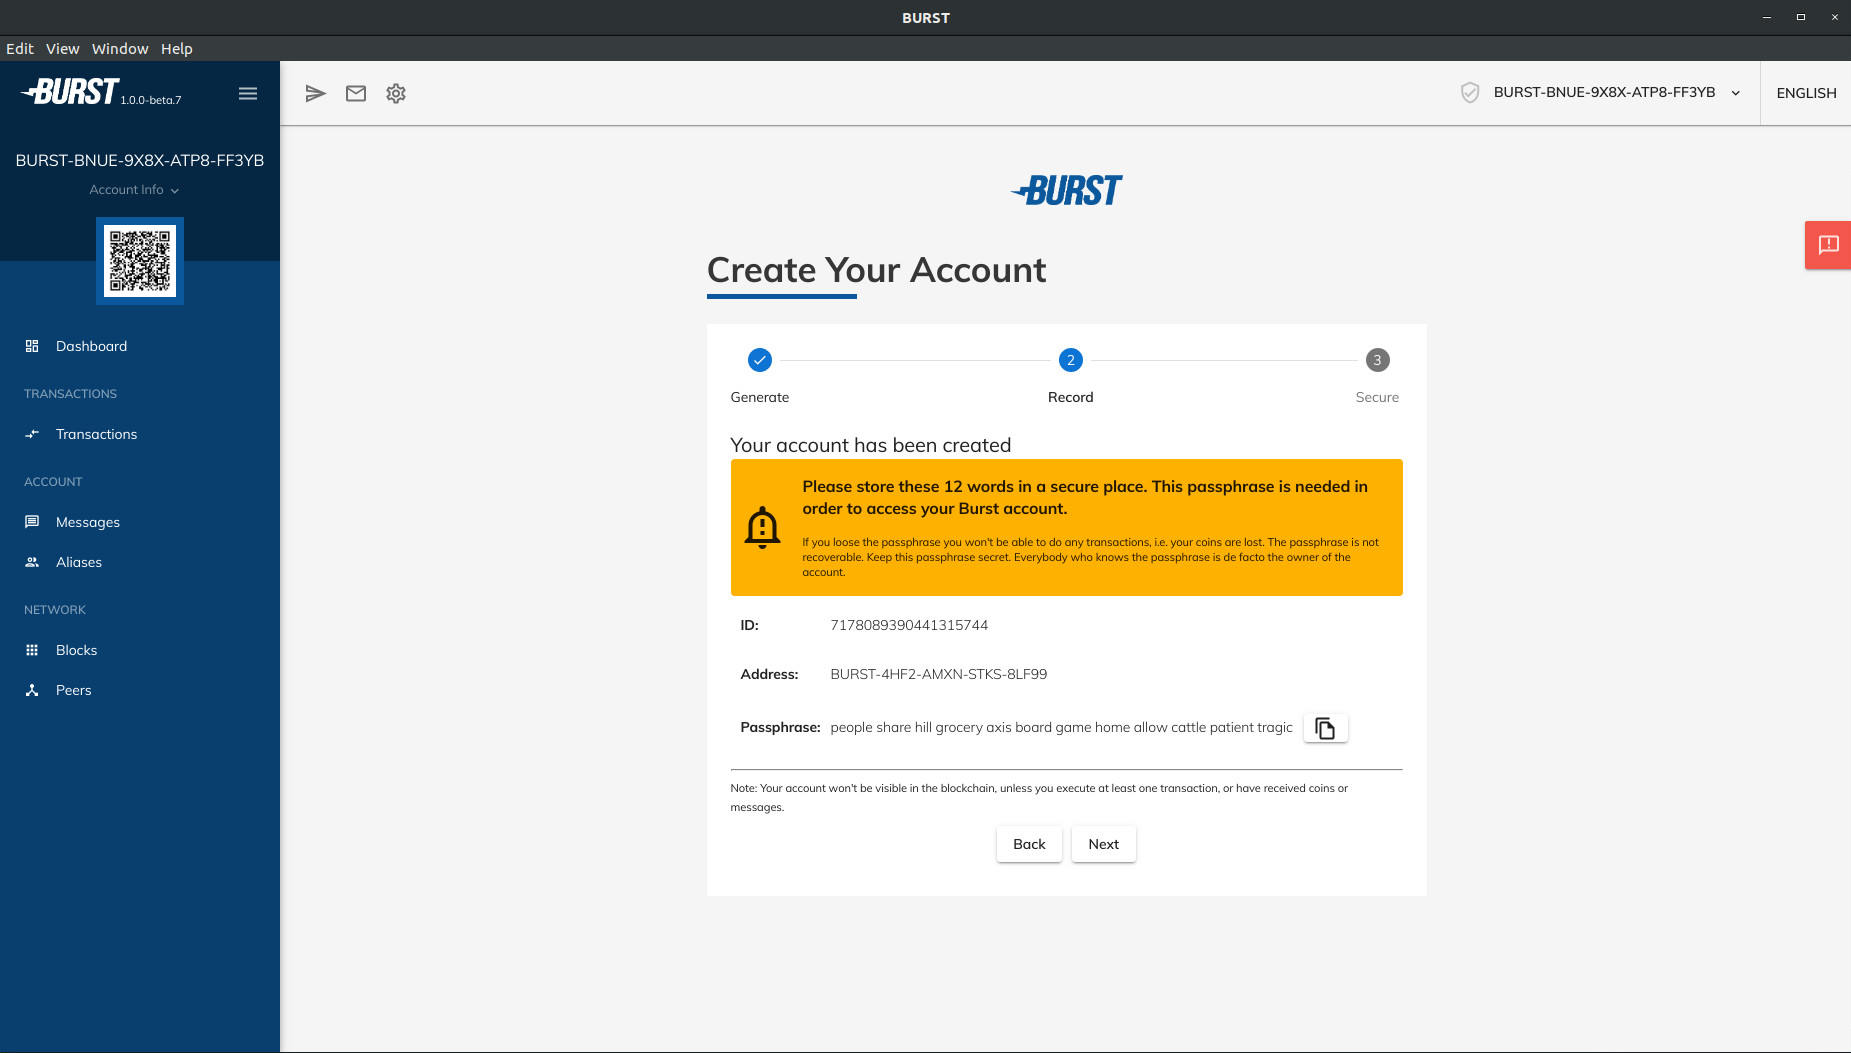 BURST
Edit View Window Help
BURST 1.0.0-beta.7
BURST-BNUE-9X8X-ATP8-FF3YB
ENGLISH
BURST-BNUE-9X8X-ATP8-FF3YB
Account Info
Dashboard
TRANSACTIONS
Transactions
ACCOUNT
Messages
Aliases
NETWORK
Blocks
Peers
BURST
Create Your Account
2
3
Generate
Record
Secure
Your account has been created
Please store these 12 words in a secure place. This passphrase is needed in
order to access your Burst account.
If you loose the passphrase you won't be able to do any transactions, i.e. your coins are lost. The passphrase is not
recoverable. Keep this passphrase secret. Everybody who knows the passphrase is de facto the owner of the
account.
ID: 7178089390441315744
Address: BURST-4HF2-AMXN-STKS-8LF99
Passphrase: people share hill grocery axis board game home allow cattle patient tragic
Note: Your account won't be visible in the blockchain, unless you execute at least one transaction, or have received coins or
messages.
Back
Next